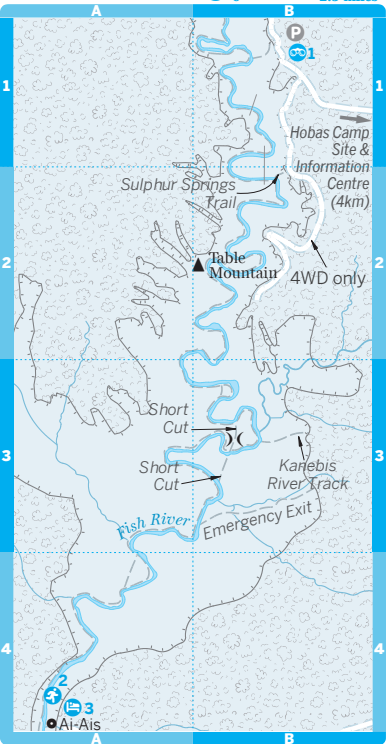 A
B
P
1
1
Hobas Camp
Site &
Information
Centre
(4km)
Sulphur Springs
Trail
2
2
Table
Mountain
4WD only
Short
Cut
3
3
Short
Cut
Kanebis
River Track
Fish River
Emergency Exit
4
4
2
3
Ai-Ais
A
B